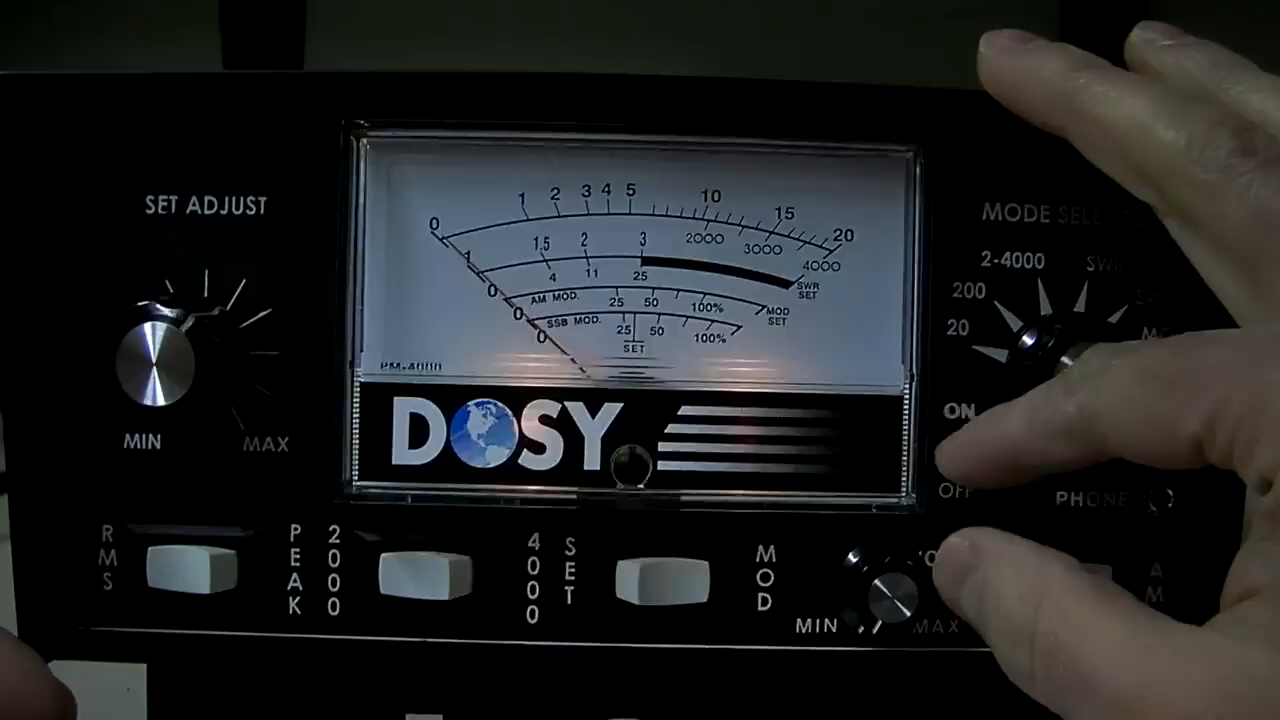 SET ADJUST
MIN
MAX
0 1 2 3 4 5 10 15 20
1 1.5 2 3 2000 3000 4000
4 11 25
SWR
SET
0 AM MOD. 25 50 100%
MOD
SET
0 SSB MOD. 25 50 100%
0
SET
PM-4000
DOSY
MODE
2-4000
200
20
ON
OFF
PHONE
RMS
PEAK
2000
4000
SET
MOD
MIN
MAX
AM